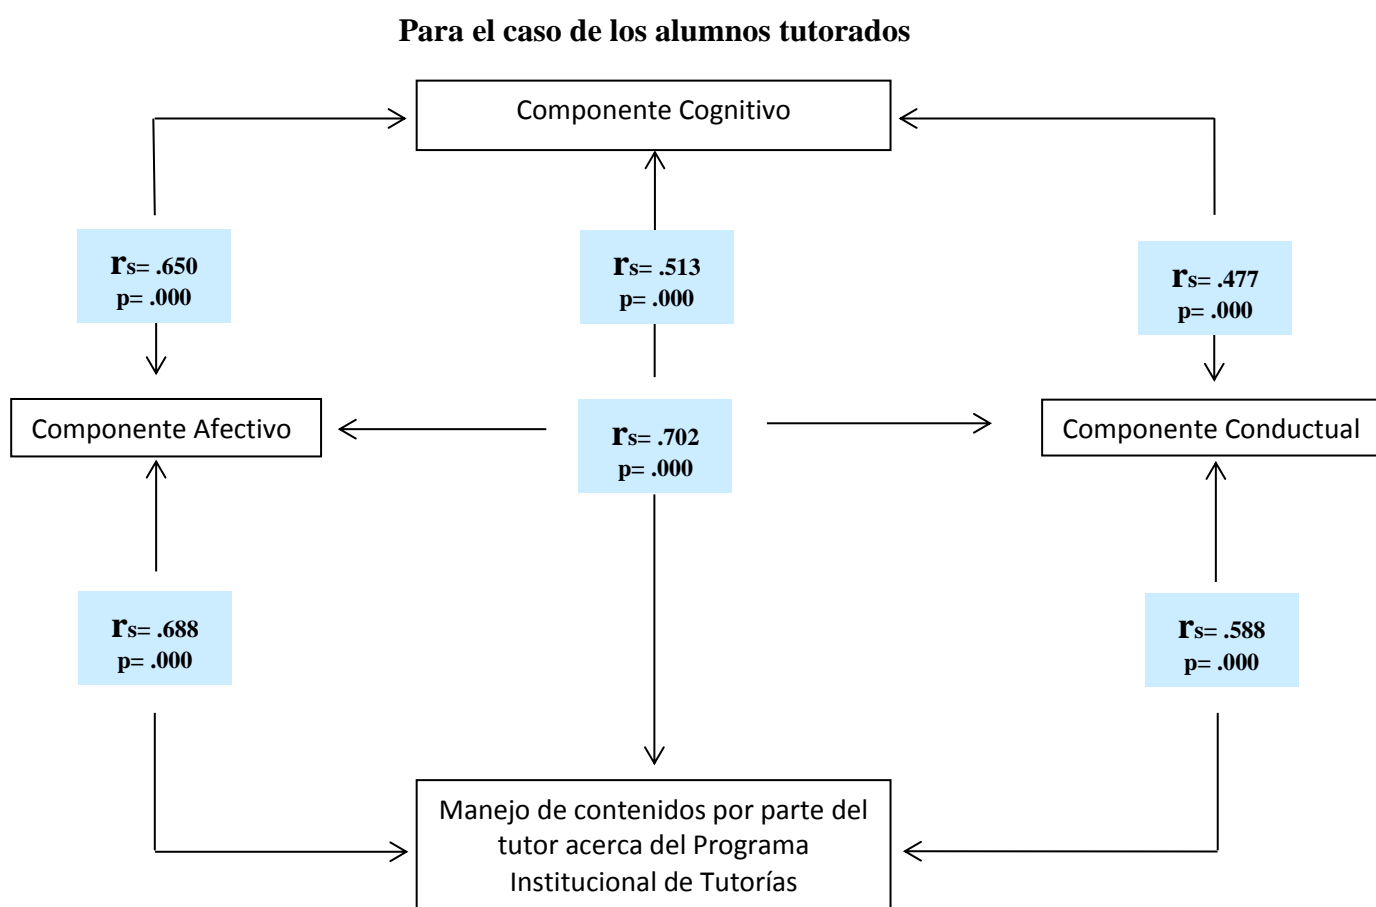 Para el caso de los alumnos tutorados
Componente Cognitivo
rs= .650
p= .000
rs= .513
p= .000
rs= .477
p= .000
Componente Afectivo
rs= .702
p= .000
Componente Conductual
rs= .688
p= .000
rs= .588
p= .000
Manejo de contenidos por parte del
tutor acerca del Programa
Institucional de Tutorías